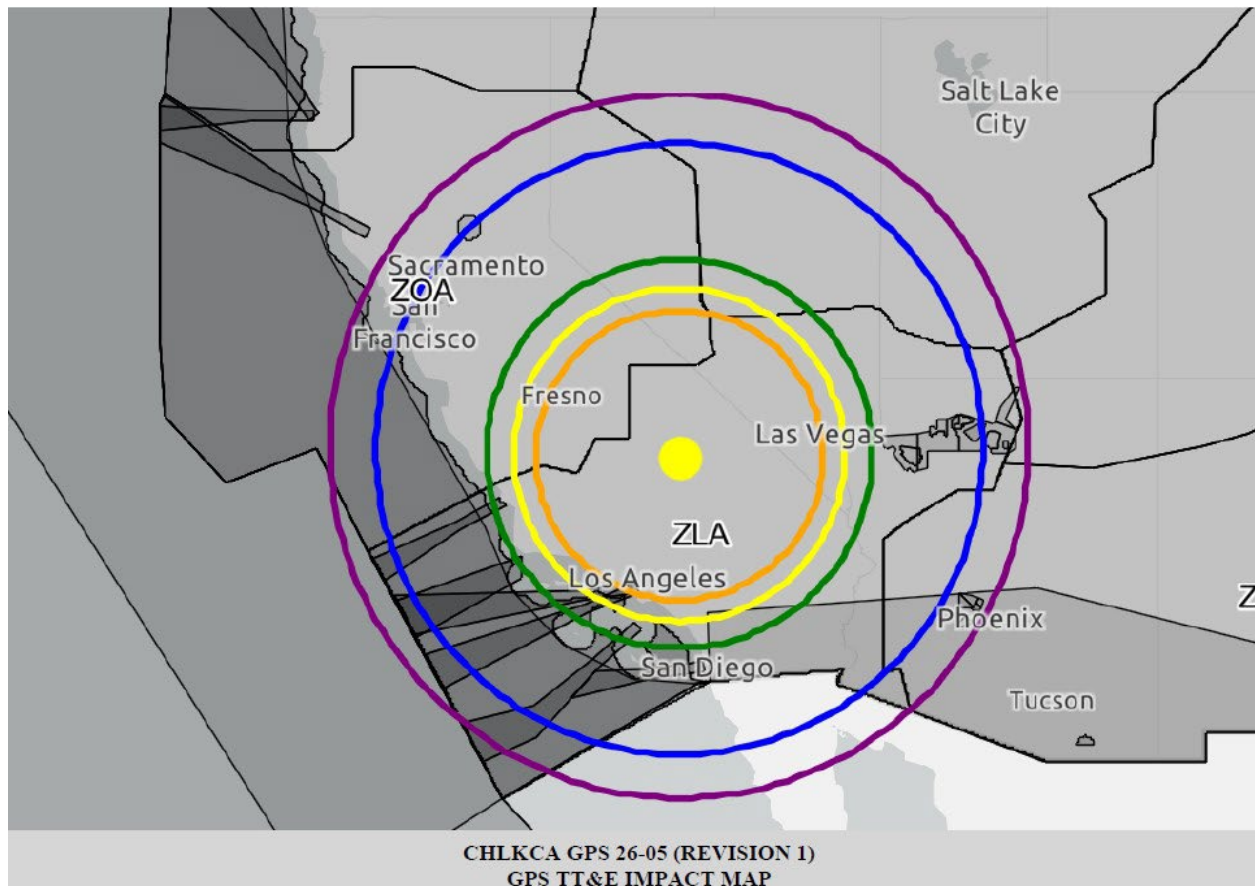 Salt Lake
City
Sacramento
ZOA
San
Francisco
Fresno
Las Vegas
ZLA
Los Angeles
Z
Phoenix
San Diego
Tucson
CHLKCA GPS 26-05 (REVISION 1)
GPS TT&E IMPACT MAP